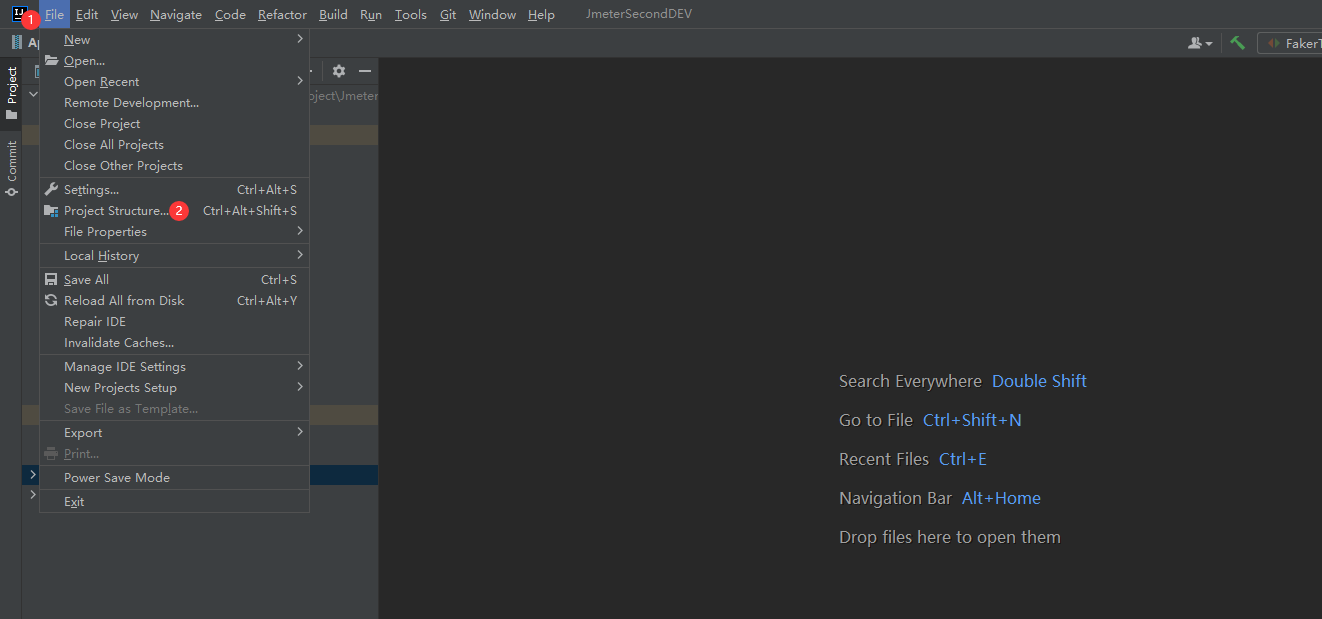 IJ File Edit View Navigate Code Refactor Build Run Tools Git Window Help JmeterSecondDEV
1
New
Open...
Open Recent
Remote Development...
Close Project
Close All Projects
Close Other Projects
Settings... Ctrl+Alt+S
Project Structure... 2 Ctrl+Alt+Shift+S
File Properties
Local History
Save All Ctrl+S
Reload All from Disk Ctrl+Alt+Y
Repair IDE
Invalidate Caches...
Manage IDE Settings
New Projects Setup
Save File as Template...
Export
Print...
Power Save Mode
Exit
Project
Commit
oject\Jmeter
FakerT
Search Everywhere Double Shift
Go to File Ctrl+Shift+N
Recent Files Ctrl+E
Navigation Bar Alt+Home
Drop files here to open them